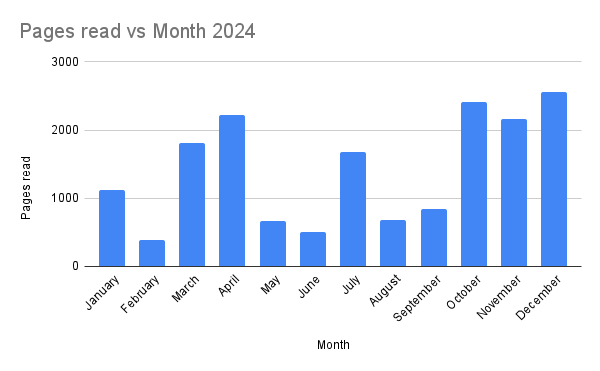 Pages read vs Month 2024
3000
2000
1000
0
Pages read
January
February
March
April
May
June
July
August
September
October
November
December
Month